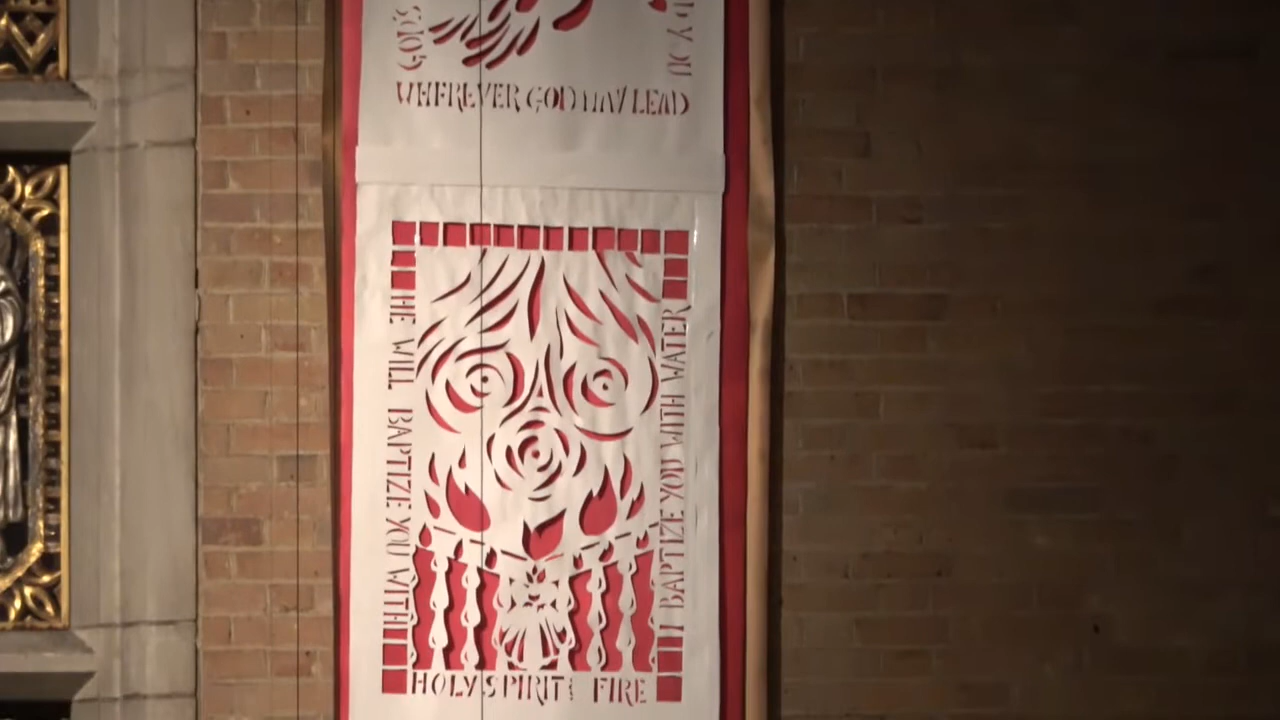 WHEREVER GOD MAY LEAD
I BAPTIZE YOU WITH WATER
HE WILL BAPTIZE YOU WITH
HOLY SPIRIT & FIRE